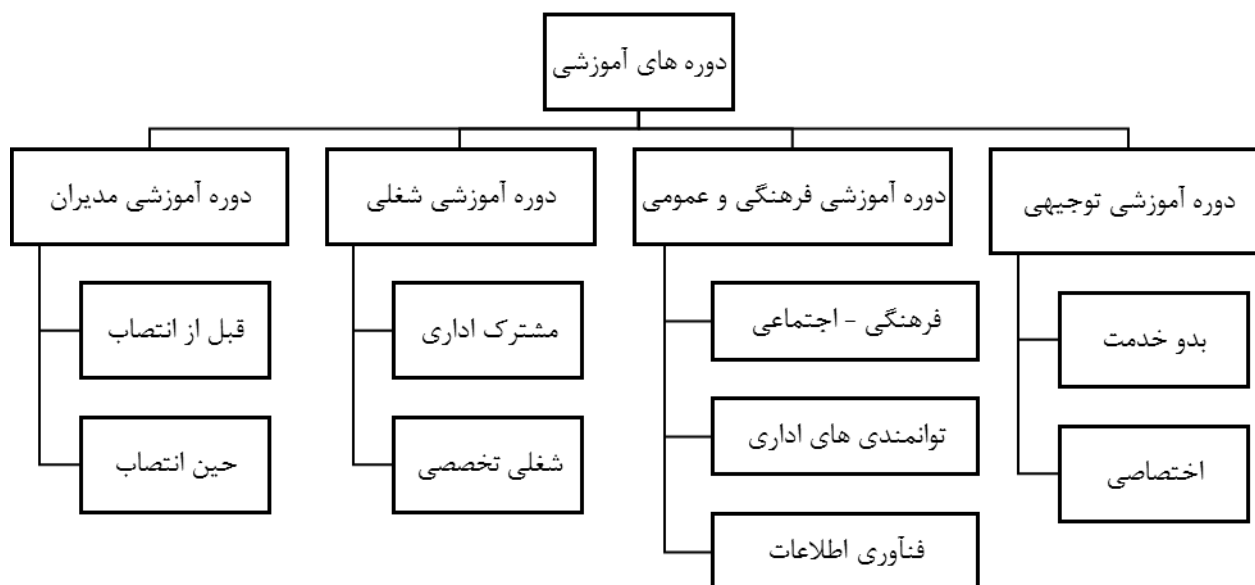 دوره های آموزشی
دوره آموزشی توجیهی
بدو خدمت
اختصاصی
دوره آموزشی فرهنگی و عمومی
فرهنگی - اجتماعی
توانمندی های اداری
فنآوری اطلاعات
دوره آموزشی شغلی
مشترک اداری
شغلی تخصصی
دوره آموزشی مدیران
قبل از انتصاب
حین انتصاب